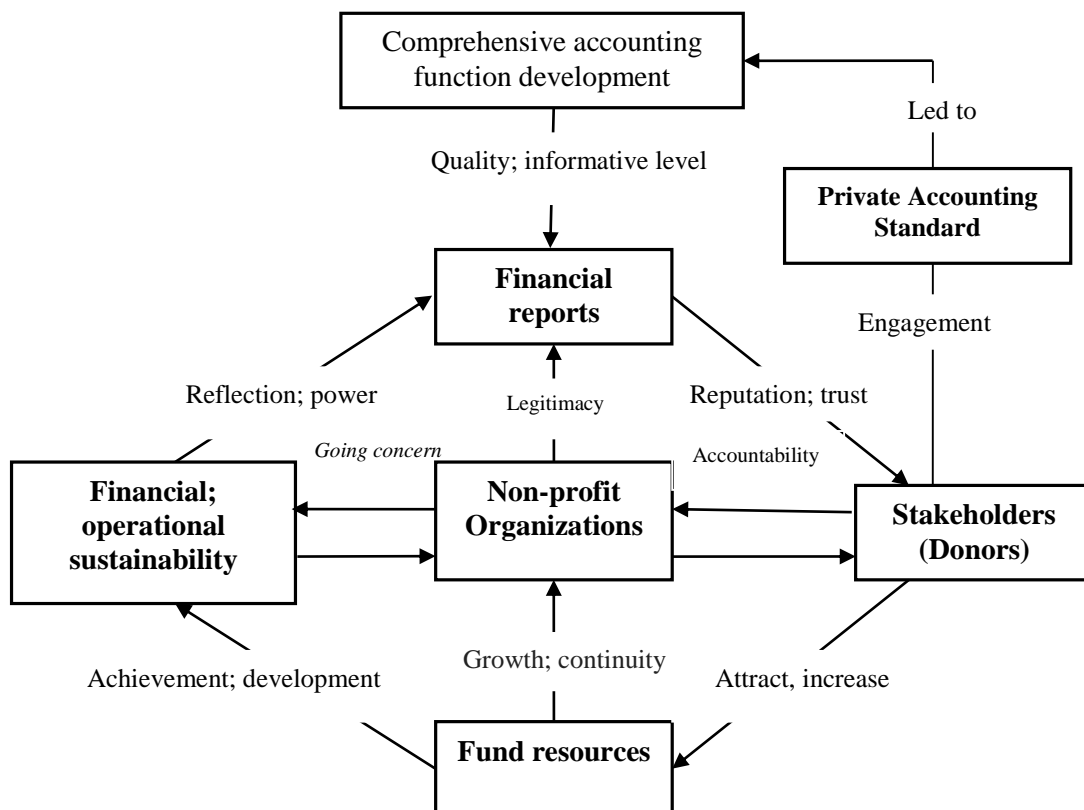 Comprehensive accounting
function development
Led to
Quality; informative level
Private Accounting
Standard
Financial
reports
Engagement
Reflection; power
Legitimacy
Reputation; trust
Going concern
Accountability
Financial;
operational
sustainability
Non-profit
Organizations
Stakeholders
(Donors)
Growth; continuity
Achievement; development
Attract, increase
Fund resources